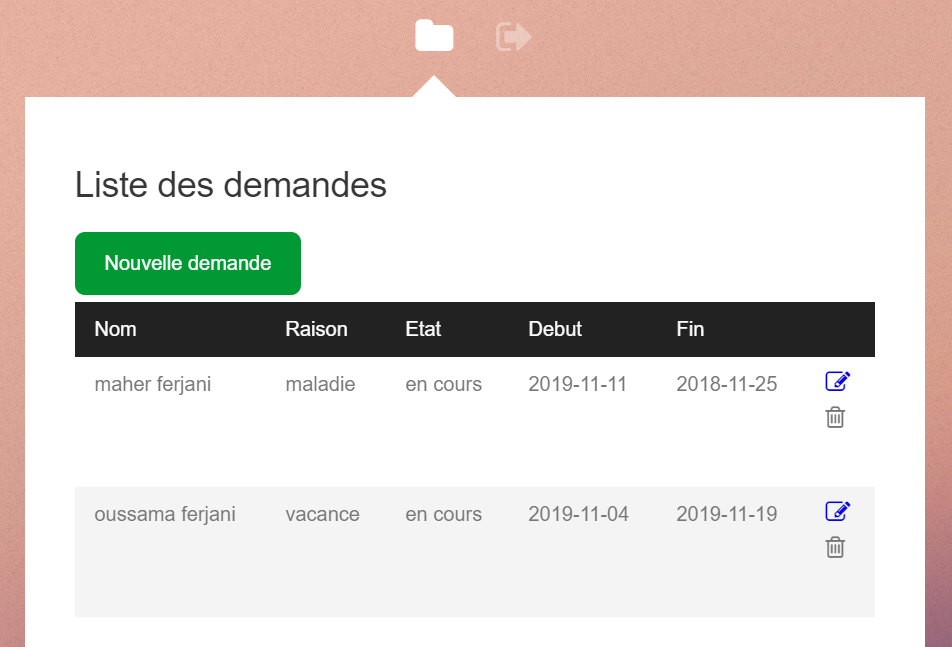 Liste des demandes
Nouvelle demande
Nom Raison Etat Debut Fin
maher ferjani maladie en cours 2019-11-11 2018-11-25
oussama ferjani vacance en cours 2019-11-04 2019-11-19